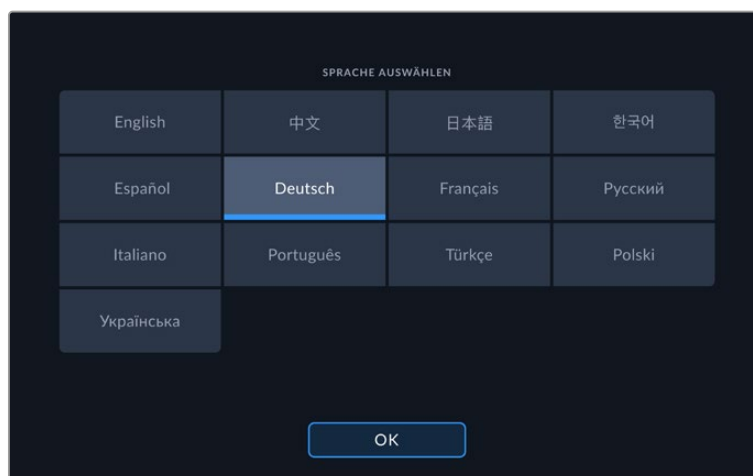 SPRACHE AUSWÄHLEN
English 中文 日本語 한국어
Español Deutsch Français Русский
Italiano Português Türkçe Polski
Українська
OK